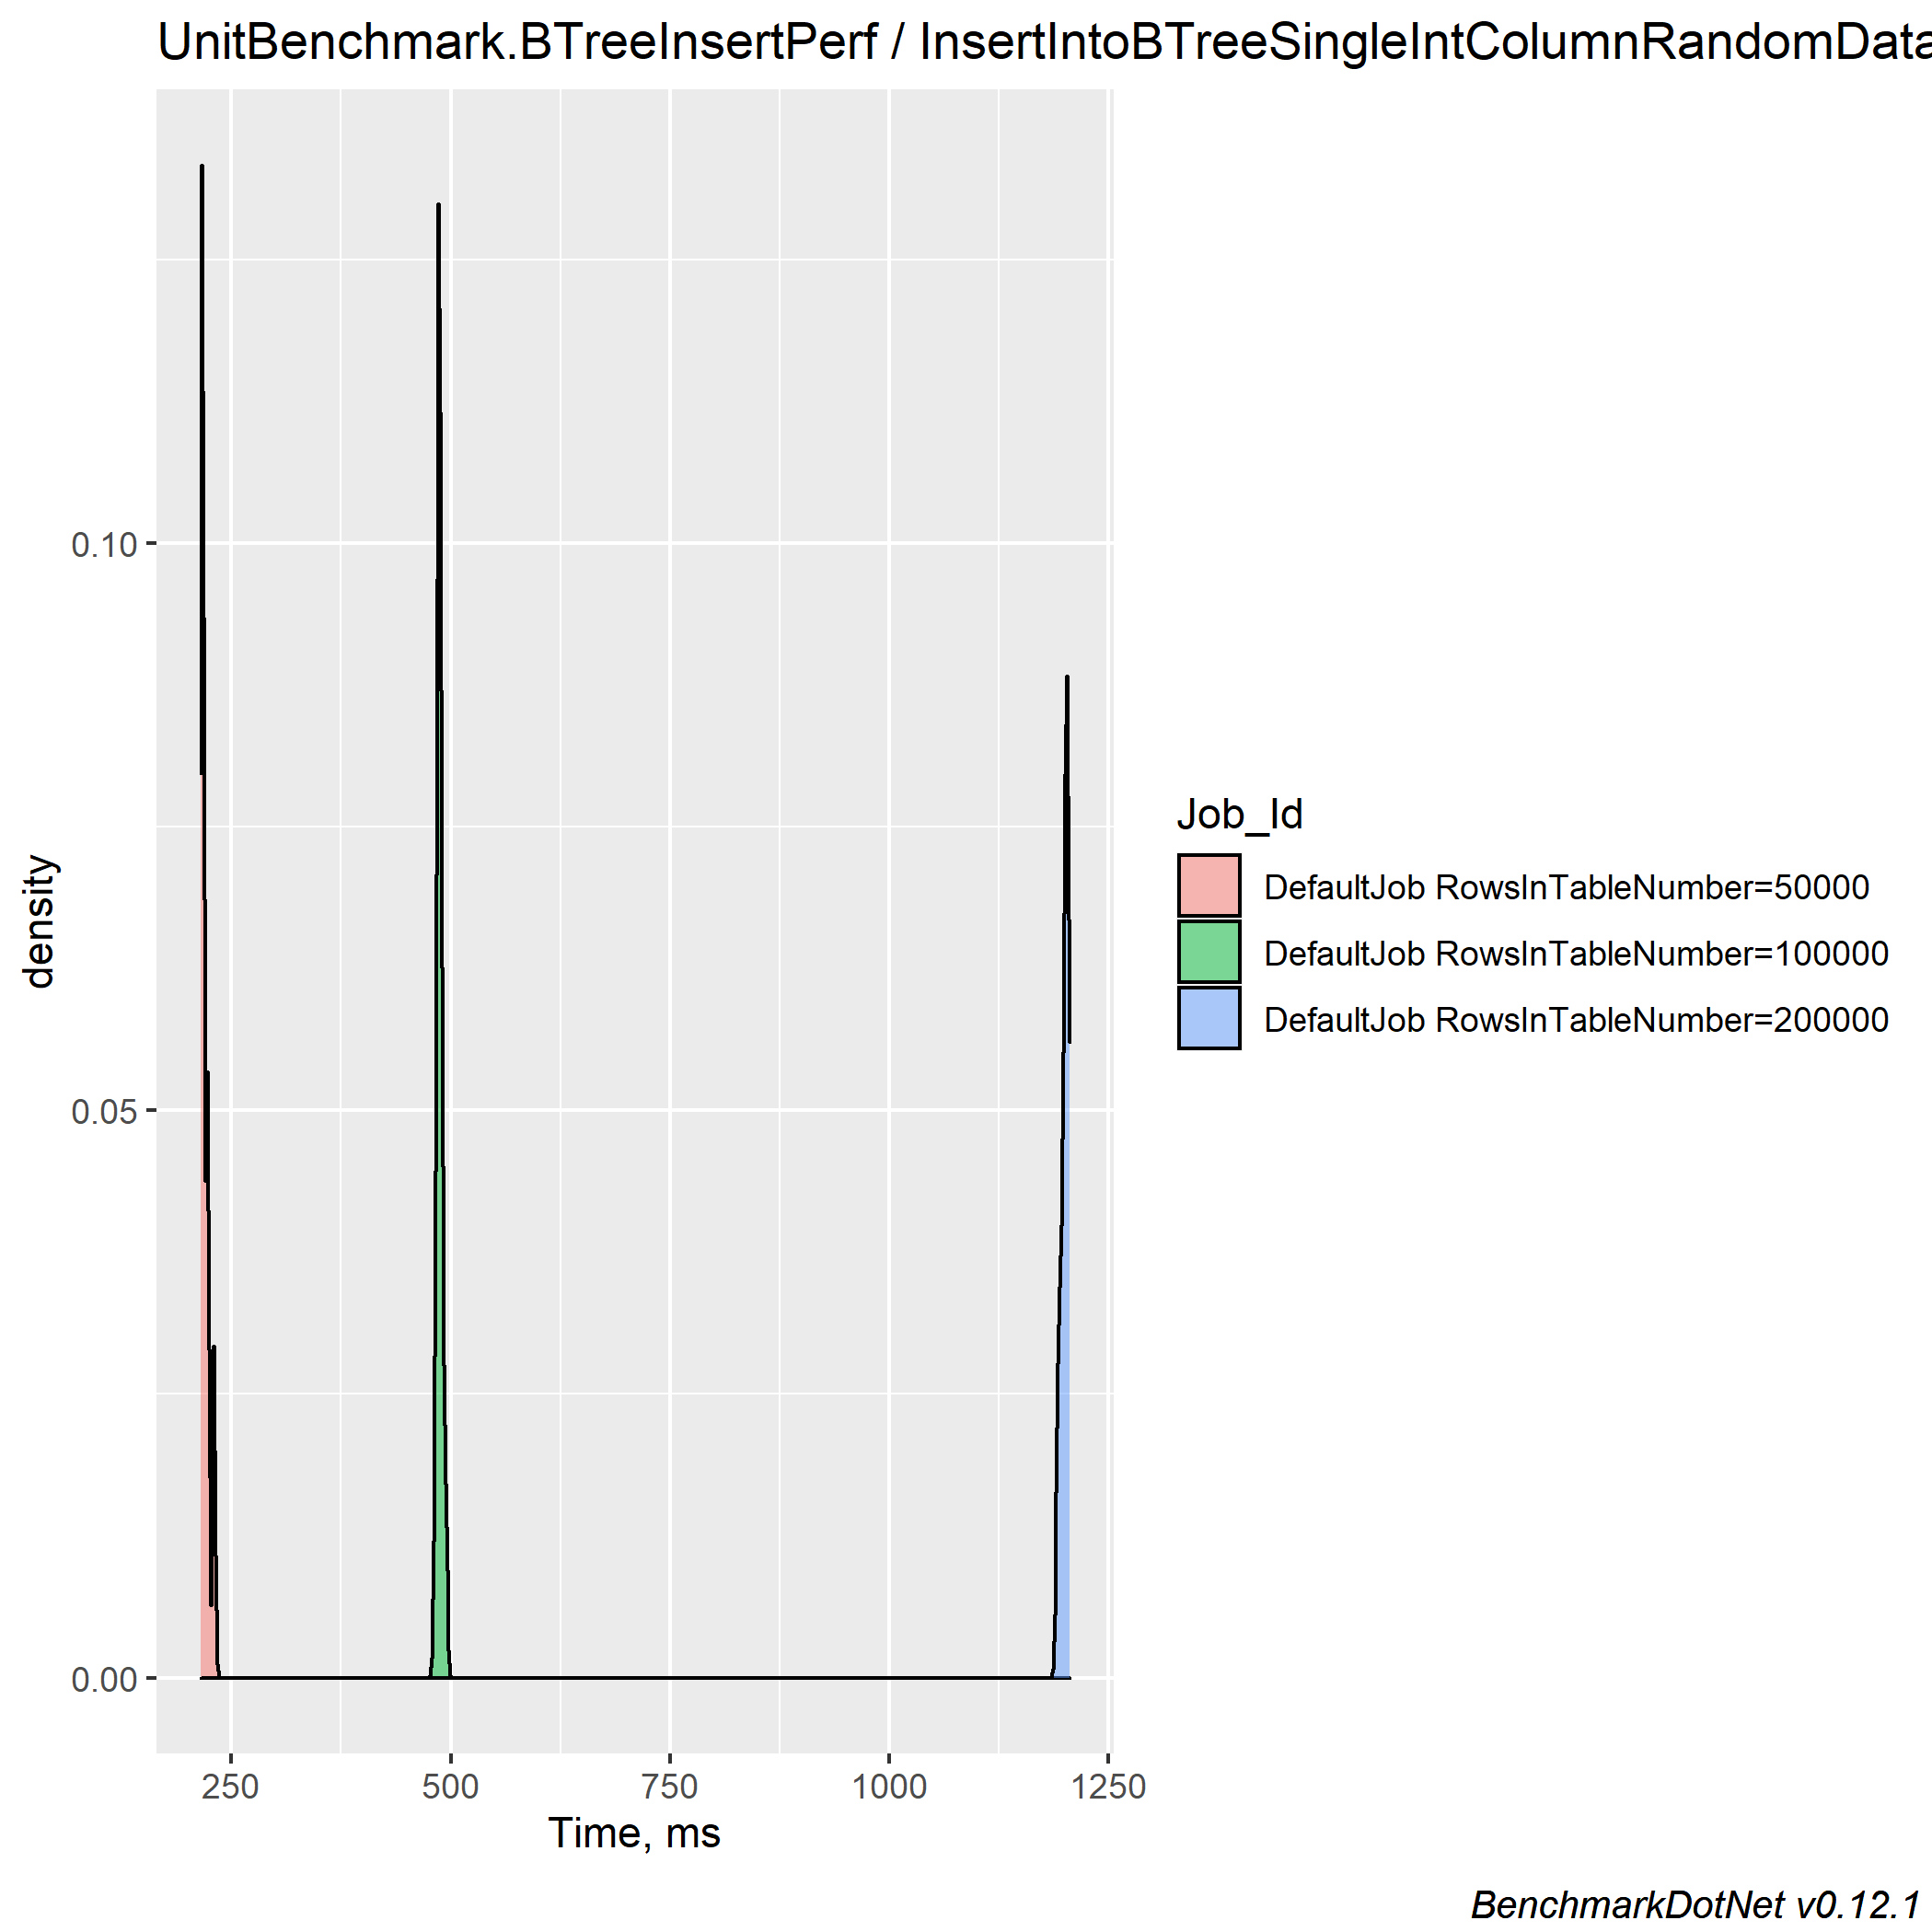 UnitBenchmark.BTreeInsertPerf / InsertIntoBTreeSingleIntColumnRandomData
density
0.10
0.05
0.00
250 500 750 1000 1250
Time, ms
Job_Id
DefaultJob RowsInTableNumber=50000
DefaultJob RowsInTableNumber=100000
DefaultJob RowsInTableNumber=200000
BenchmarkDotNet v0.12.1